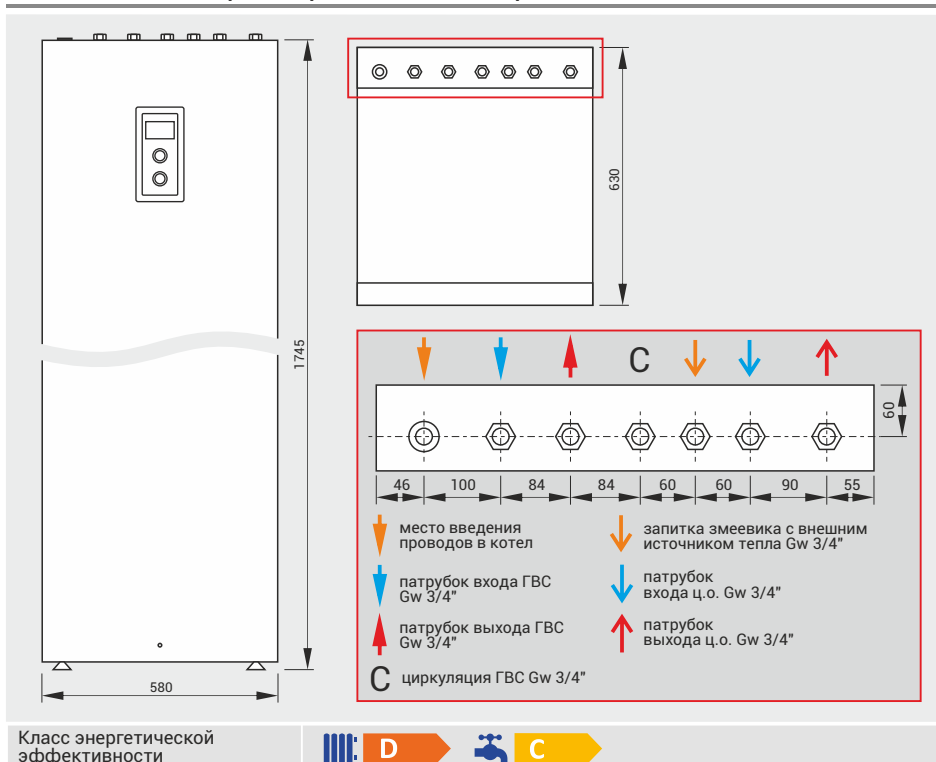 630
1745
580
C
60
46 100 84 84 60 60 90 55
место введения
проводов в котел
патрубок входа ГВС
Gw 3/4"
патрубок выхода ГВС
Gw 3/4"
C циркуляция ГВС Gw 3/4"
запитка змеевика с внешним
источником тепла Gw 3/4"
патрубок
входа ц.о. Gw 3/4"
патрубок
выхода ц.о. Gw 3/4"
Класс энергетической
эффективности
D C